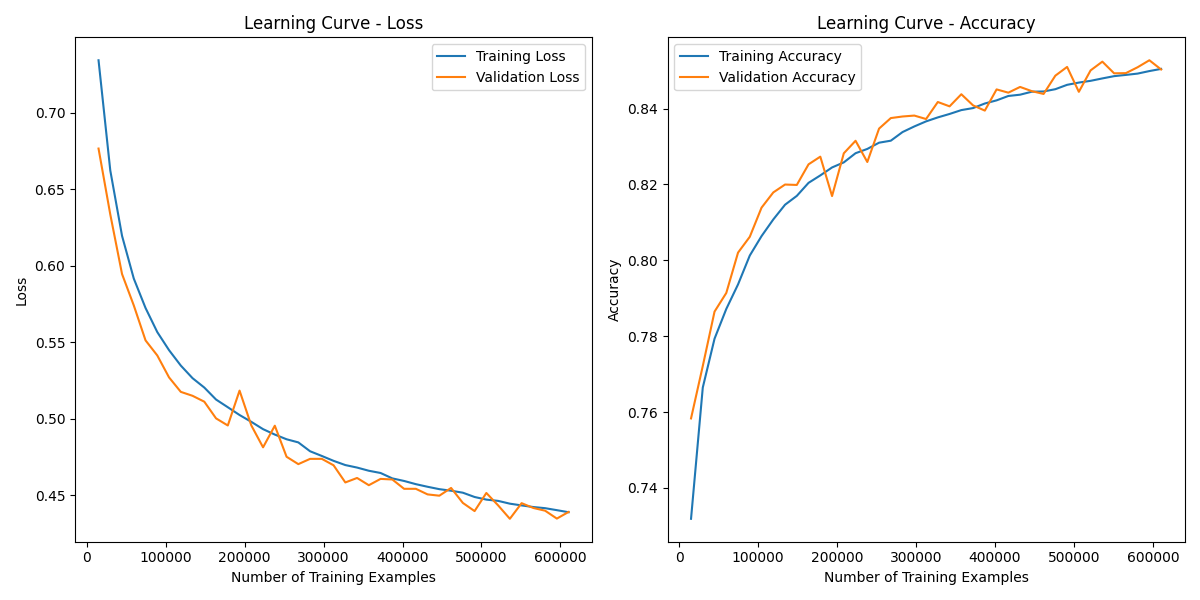 Learning Curve - Loss
Training Loss
Validation Loss
0.70
0.65
0.60
0.55
0.50
0.45
Loss
0 100000 200000 300000 400000 500000 600000
Number of Training Examples
Learning Curve - Accuracy
Training Accuracy
Validation Accuracy
0.84
0.82
0.80
0.78
0.76
0.74
Accuracy
0 100000 200000 300000 400000 500000 600000
Number of Training Examples